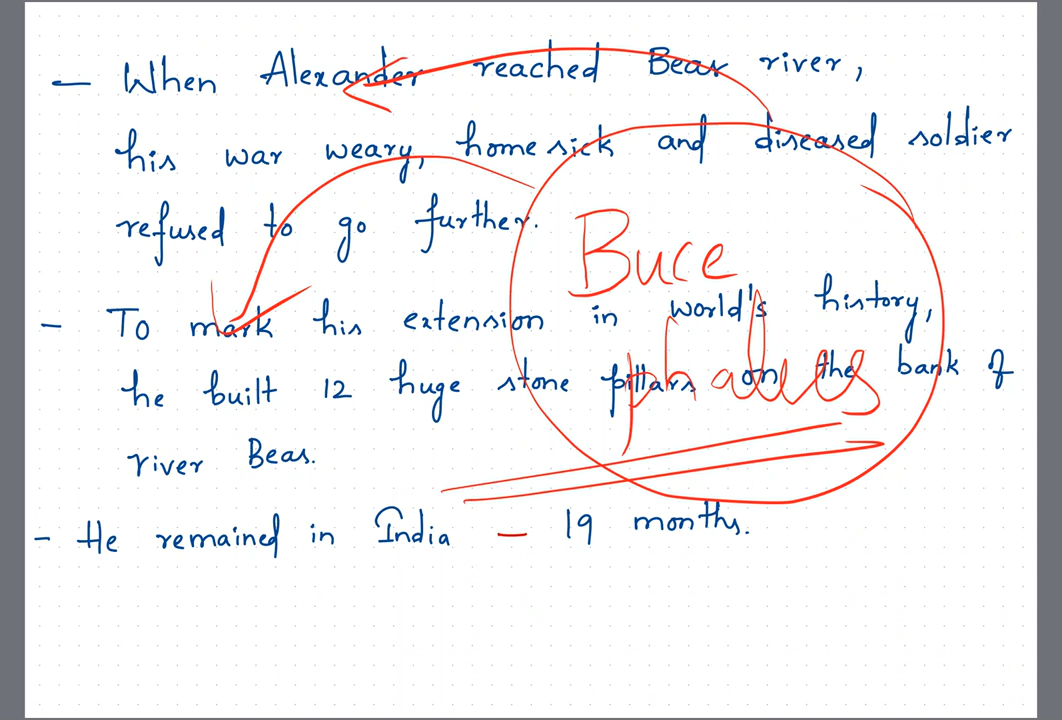 - When Alexander reached Beas river,
his war weary, home sick and diseased soldier
refused to go further.
Buce
phalus
- To mark his extension in world's history,
he built 12 huge stone pillars on the bank of
river Beas.
- He remained in India - 19 months.